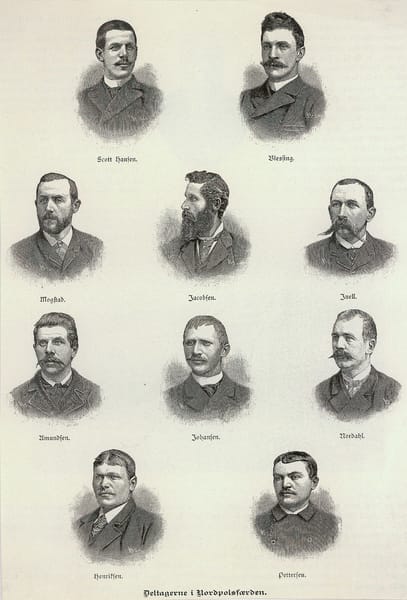 Scott Hansen.
Blessing.
Mogstad.
Jacobsen.
Juell.
Amundsen.
Johansen.
Nordahl.
Henriksen.
Pettersen.
Deltagerne i Nordpolsfærden.